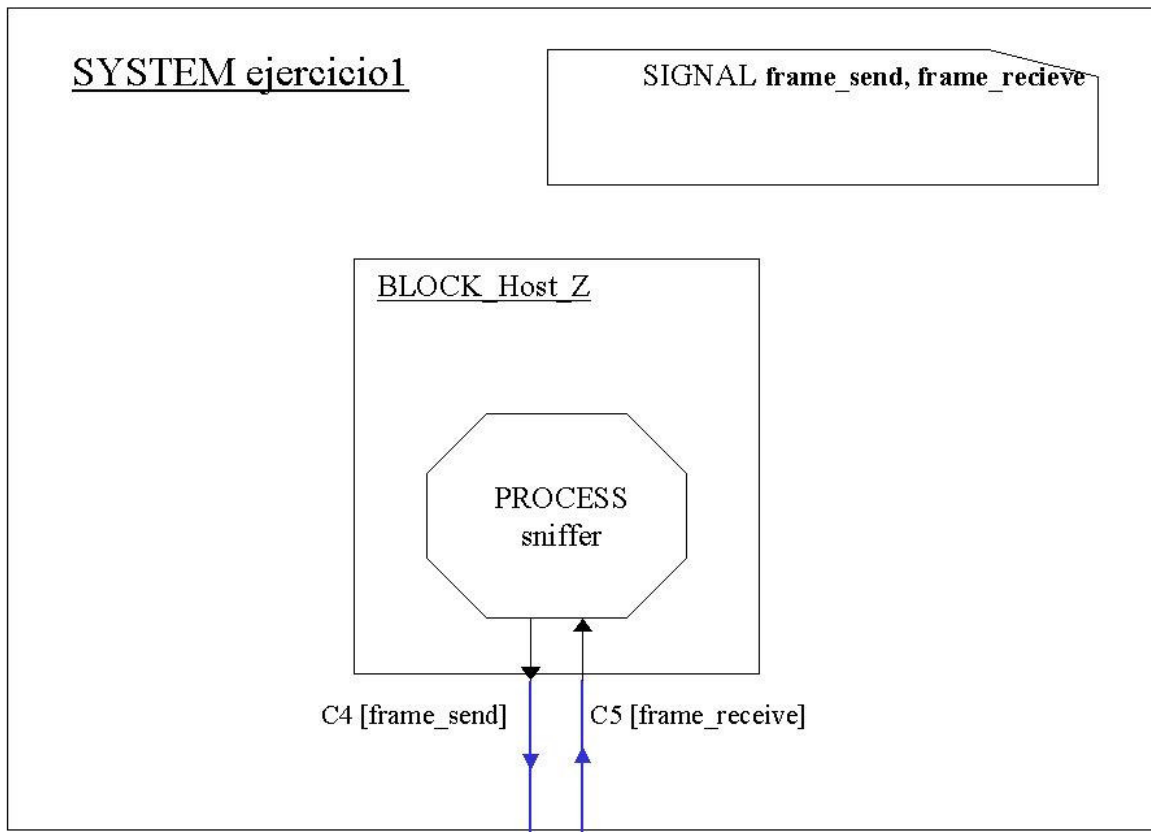 SYSTEM ejercicio1
SIGNAL frame_send, frame_recieve
BLOCK_Host_Z
PROCESS
sniffer
C4 [frame_send]
C5 [frame_receive]